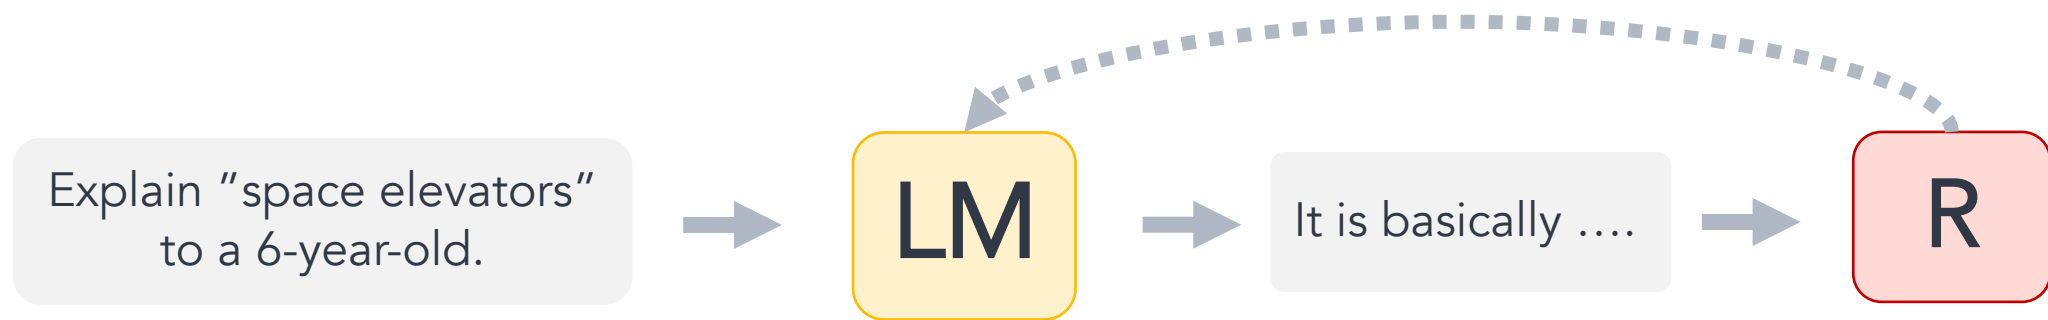 Explain “space elevators”
to a 6-year-old.
LM
It is basically ….
R